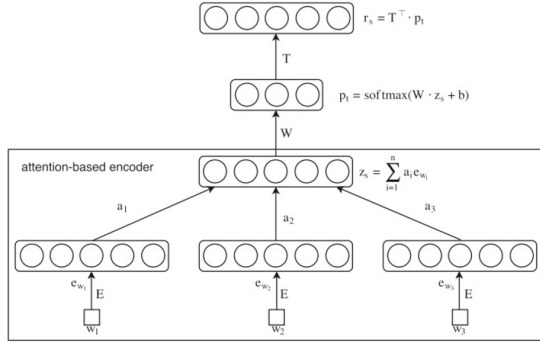 r_s = T^⊤ · p_t
T
p_t = softmax(W · z_s + b)
W
attention-based encoder
z_s = ∑_{i=1}^{n} a_i e_{w_i}
a_1
a_2
a_3
e_{w_1} E
e_{w_2} E
e_{w_3} E
w_1
w_2
w_3